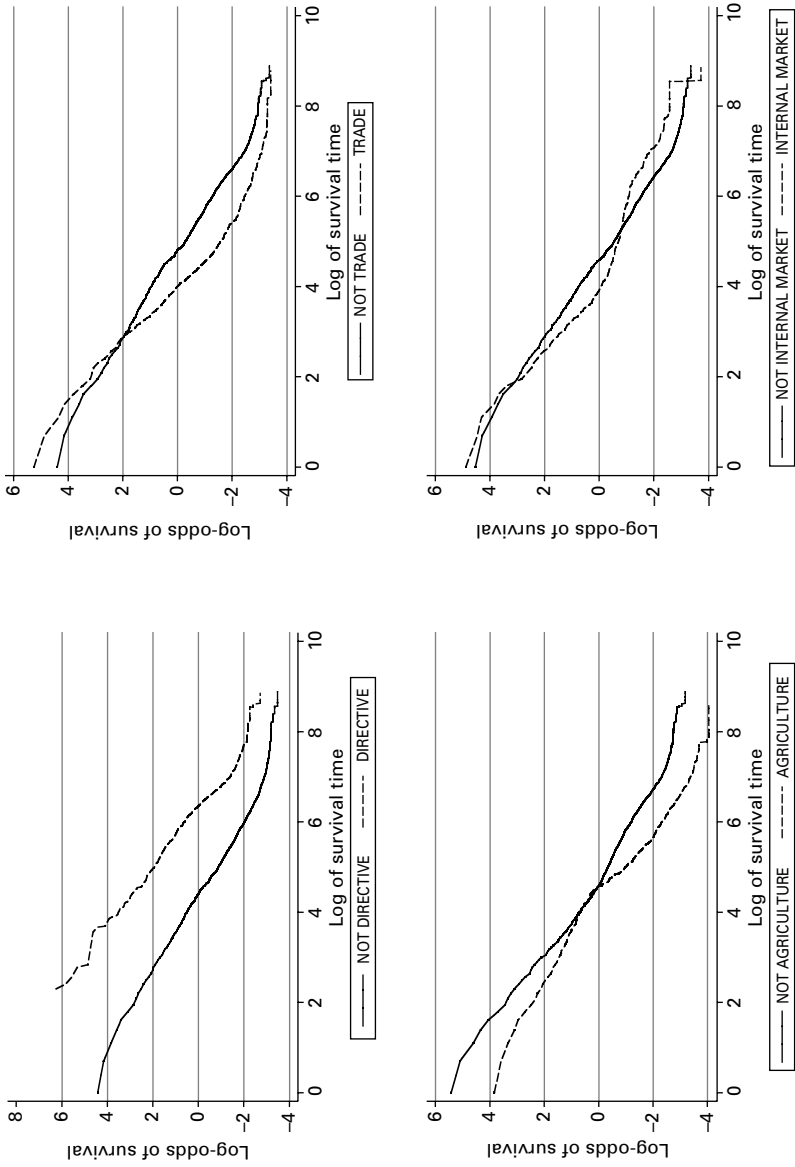 Log-odds of survival
8
6
4
2
0
–2
–4
0 2 4 6 8 10
Log of survival time
NOT DIRECTIVE DIRECTIVE
Log-odds of survival
6
4
2
0
–2
–4
0 2 4 6 8 10
Log of survival time
NOT TRADE TRADE
Log-odds of survival
6
4
2
0
–2
–4
0 2 4 6 8 10
Log of survival time
NOT AGRICULTURE AGRICULTURE
Log-odds of survival
6
4
2
0
–2
–4
0 2 4 6 8 10
Log of survival time
NOT INTERNAL MARKET INTERNAL MARKET